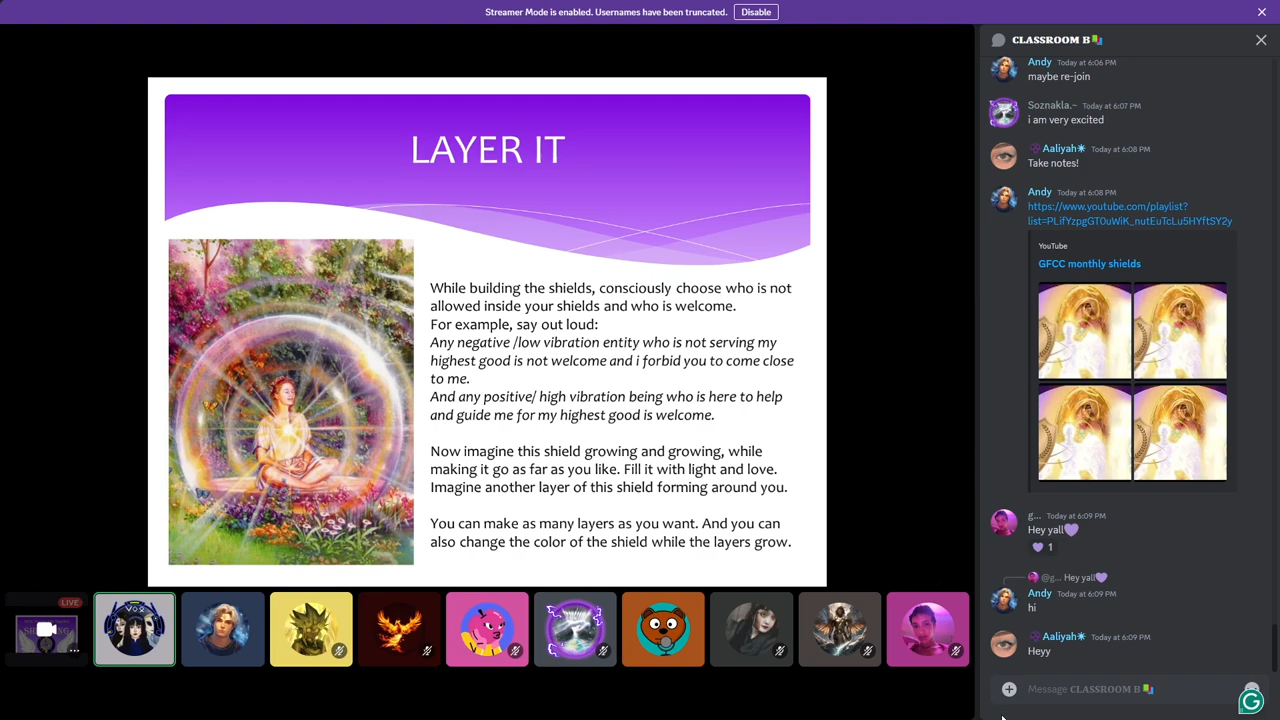 Streamer Mode is enabled. Usernames have been truncated. Disable
CLASSROOM B
LAYER IT
While building the shields, consciously choose who is not
allowed inside your shields and who is welcome.
For example, say out loud:
Any negative /low vibration entity who is not serving my
highest good is not welcome and i forbid you to come close
to me.
And any positive/ high vibration being who is here to help
and guide me for my highest good is welcome.
Now imagine this shield growing and growing, while
making it go as far as you like. Fill it with light and love.
Imagine another layer of this shield forming around you.
You can make as many layers as you want. And you can
also change the color of the shield while the layers grow.
LIVE
VOX
Andy Today at 6:06 PM
maybe re-join
Soznakla.~ Today at 6:07 PM
i am very excited
Aaliyah☀ Today at 6:08 PM
Take notes!
Andy Today at 6:08 PM
https://www.youtube.com/playlist?
list=PLifYzpgGT0uWiK_nutEuTcLu5HYftSY2y
YouTube
GFCC monthly shields
g... Today at 6:09 PM
Hey yall💜
💜 1
@g... Hey yall💜
Andy Today at 6:09 PM
hi
Aaliyah☀ Today at 6:09 PM
Heyy
Message CLASSROOM B